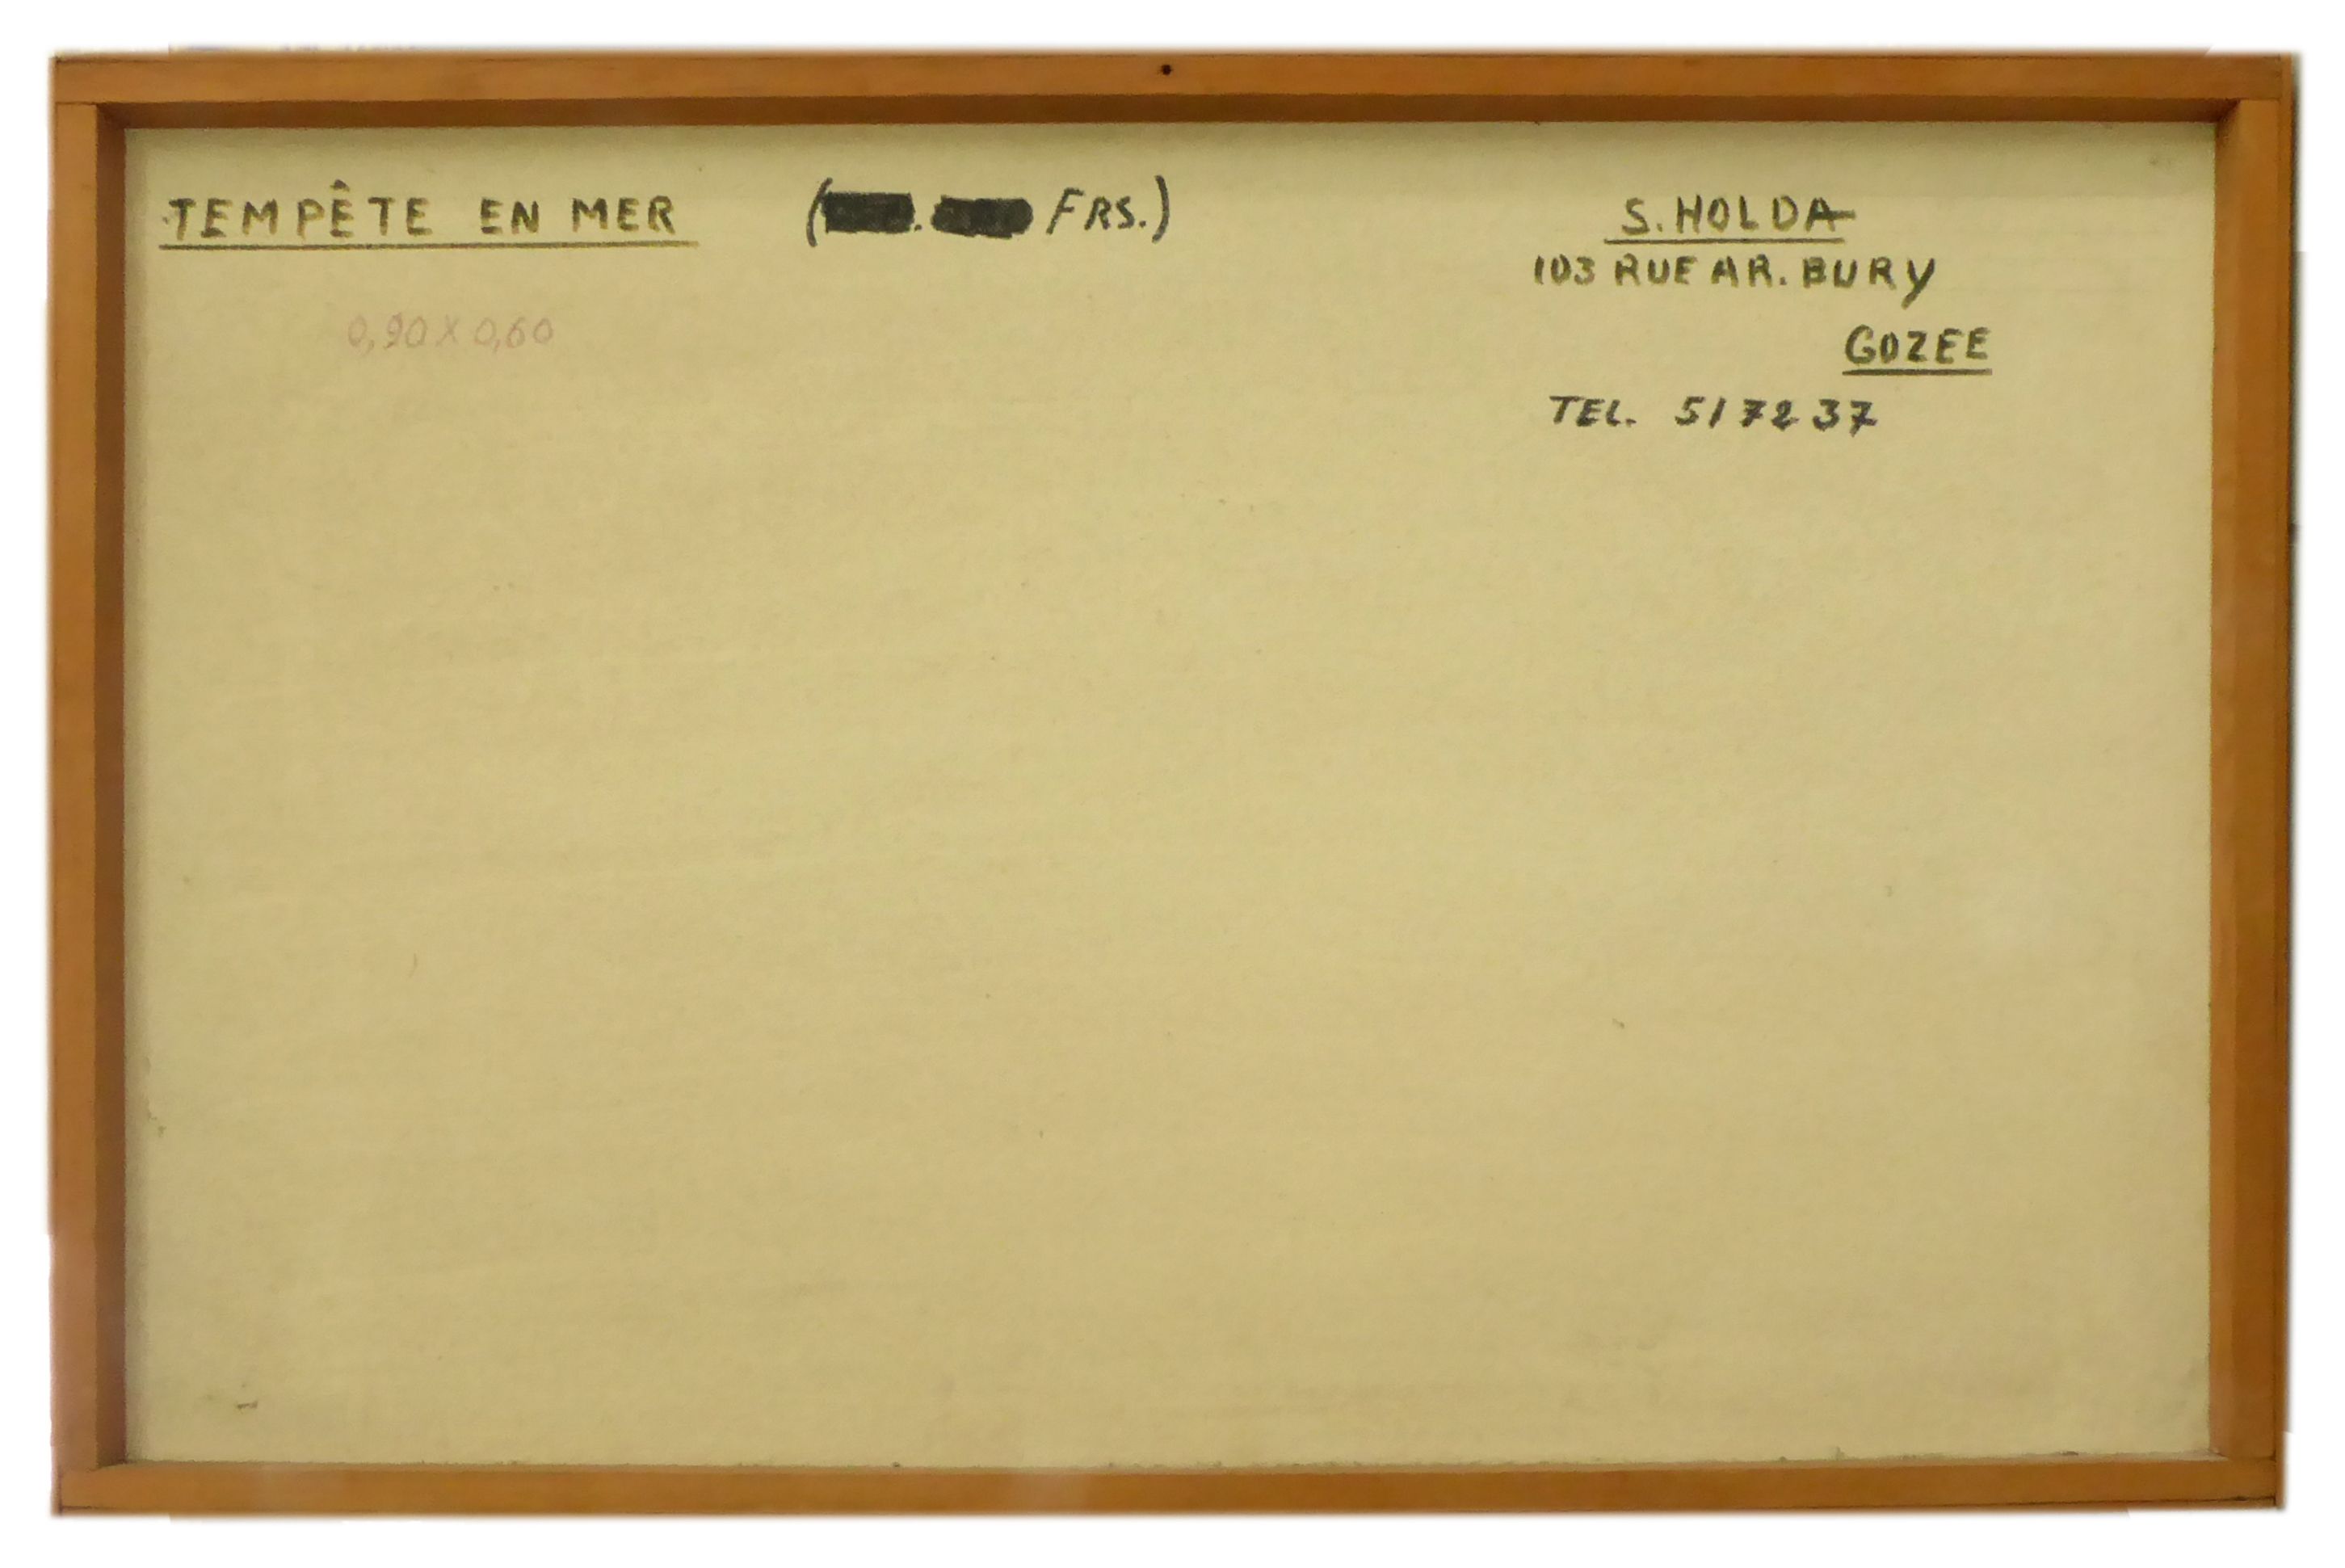 TEMPÊTE EN MER
( . FRS.)
0,90 X 0,60
S. HOLDA
103 RUE AR. BURY
GOZEE
TEL. 517237